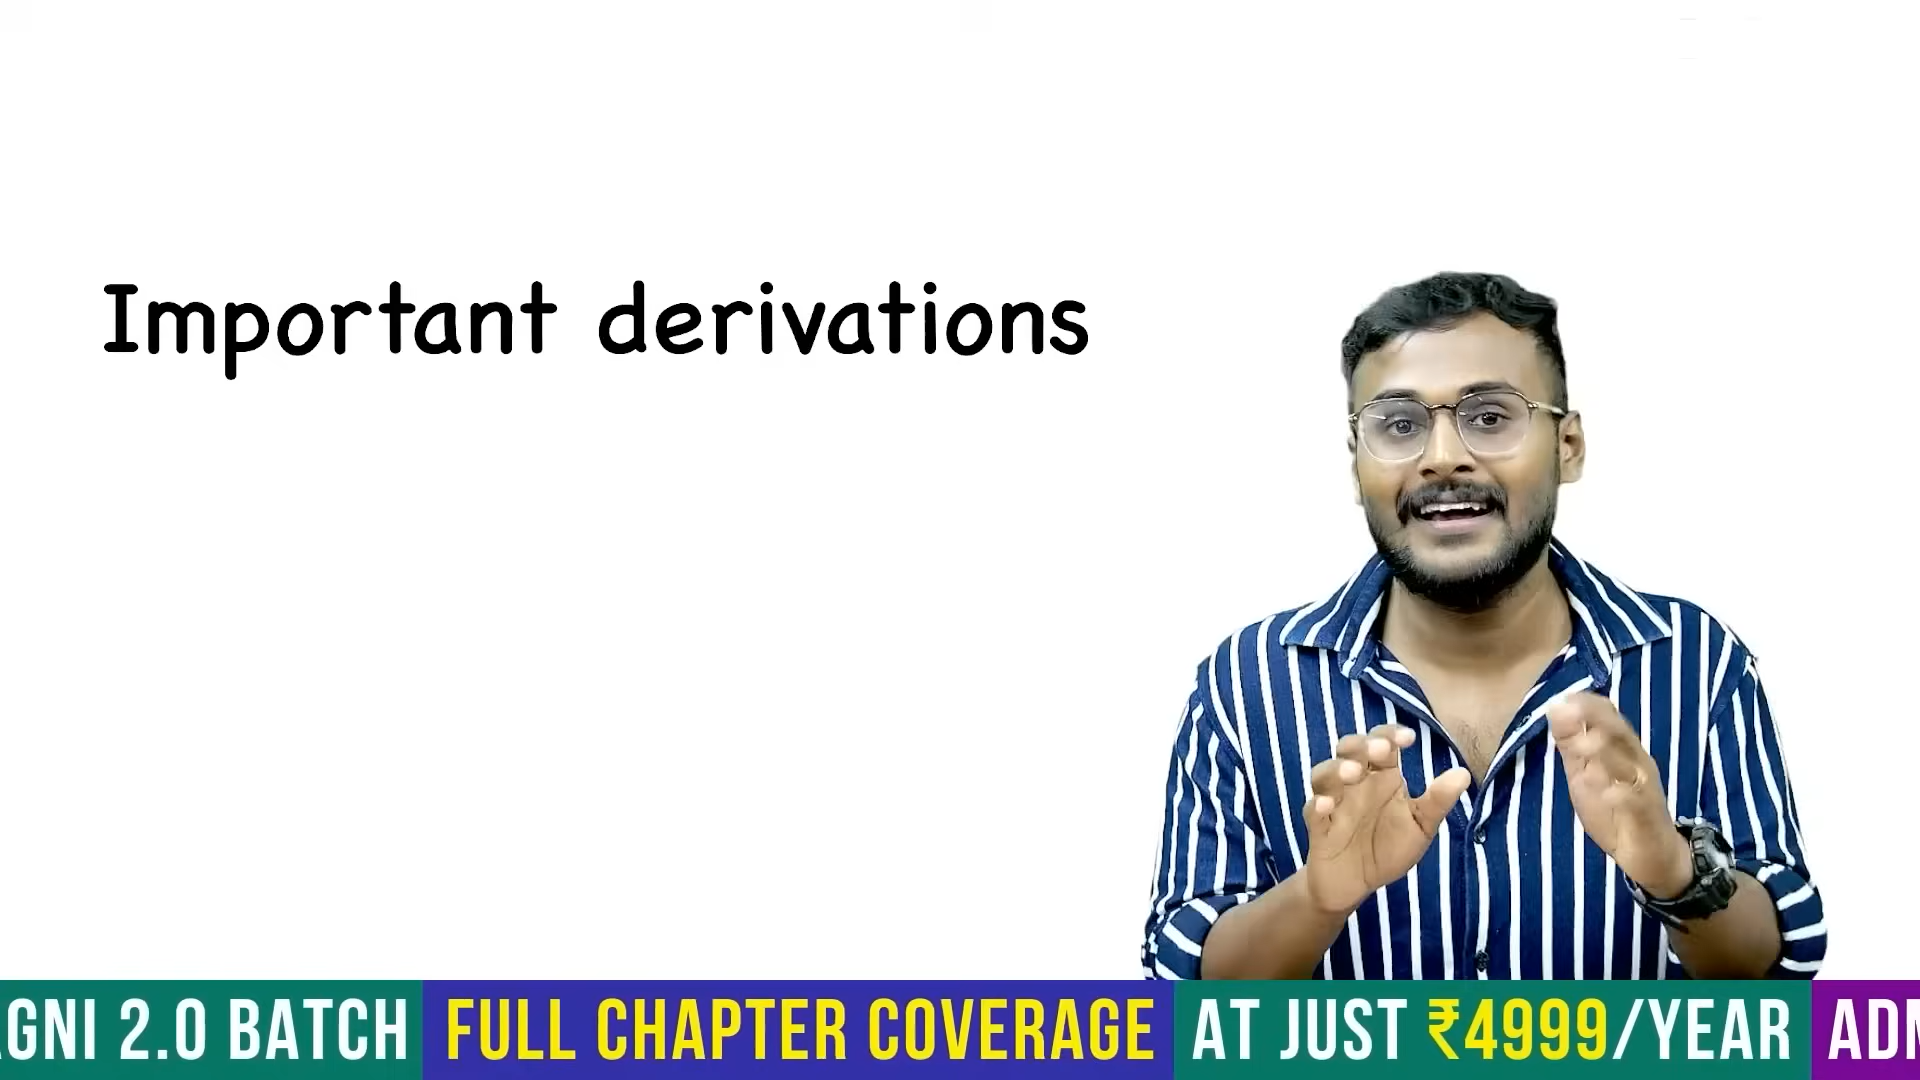 Important derivations
GNI 2.0 BATCH FULL CHAPTER COVERAGE AT JUST ₹4999/YEAR ADM